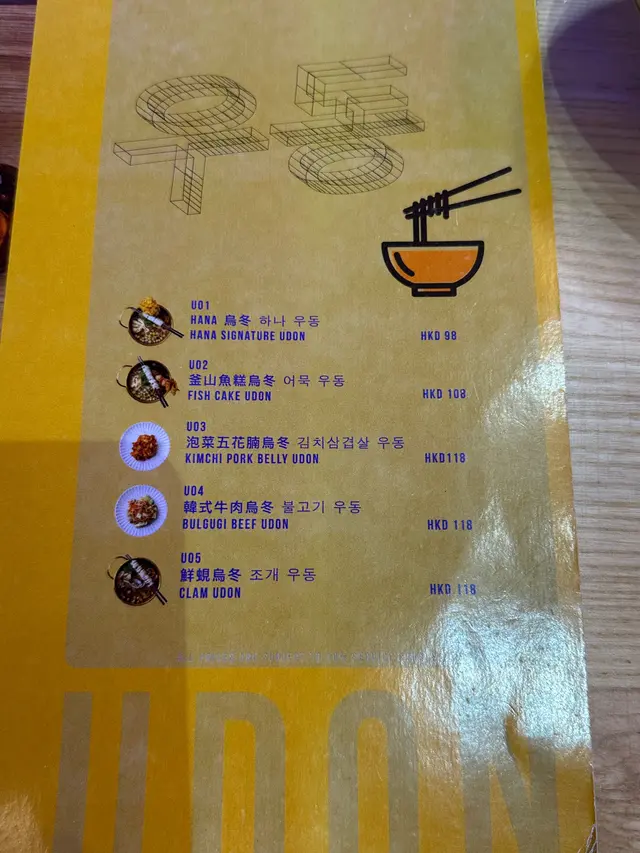 우동
U01
HANA 烏冬 하나 우동
HANA SIGNATURE UDON
HKD 98
U02
釜山魚糕烏冬 어묵 우동
FISH CAKE UDON
HKD 108
U03
泡菜五花腩烏冬 김치삼겹살 우동
KIMCHI PORK BELLY UDON
HKD118
U04
韓式牛肉烏冬 불고기 우동
BULGUGI BEEF UDON
HKD 118
U05
鮮蜆烏冬 조개 우동
CLAM UDON
HKD 118
UDON